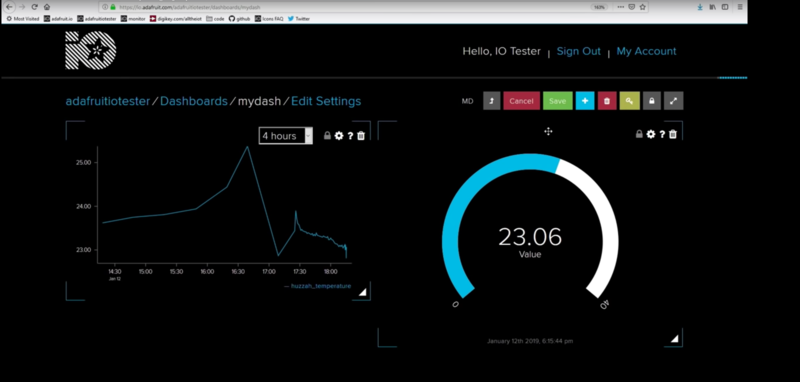 https://io.adafruit.com/adafruitiotester/dashboards/mydash
163%
Most Visited adafruit.io adafruitiotester monitor digikey.com/attheiot code github Icons FAQ Twitter
IO
Hello, IO Tester | Sign Out | My Account
adafruitiotester / Dashboards / mydash / Edit Settings
MD Cancel Save
4 hours
25.00
24.00
23.00
14:30 15:00 15:30 16:00 16:30 17:00 17:30 18:00
Jan 12
huzzah_temperature
23.06
Value
0
40
January 12th 2019, 6:15:44 pm